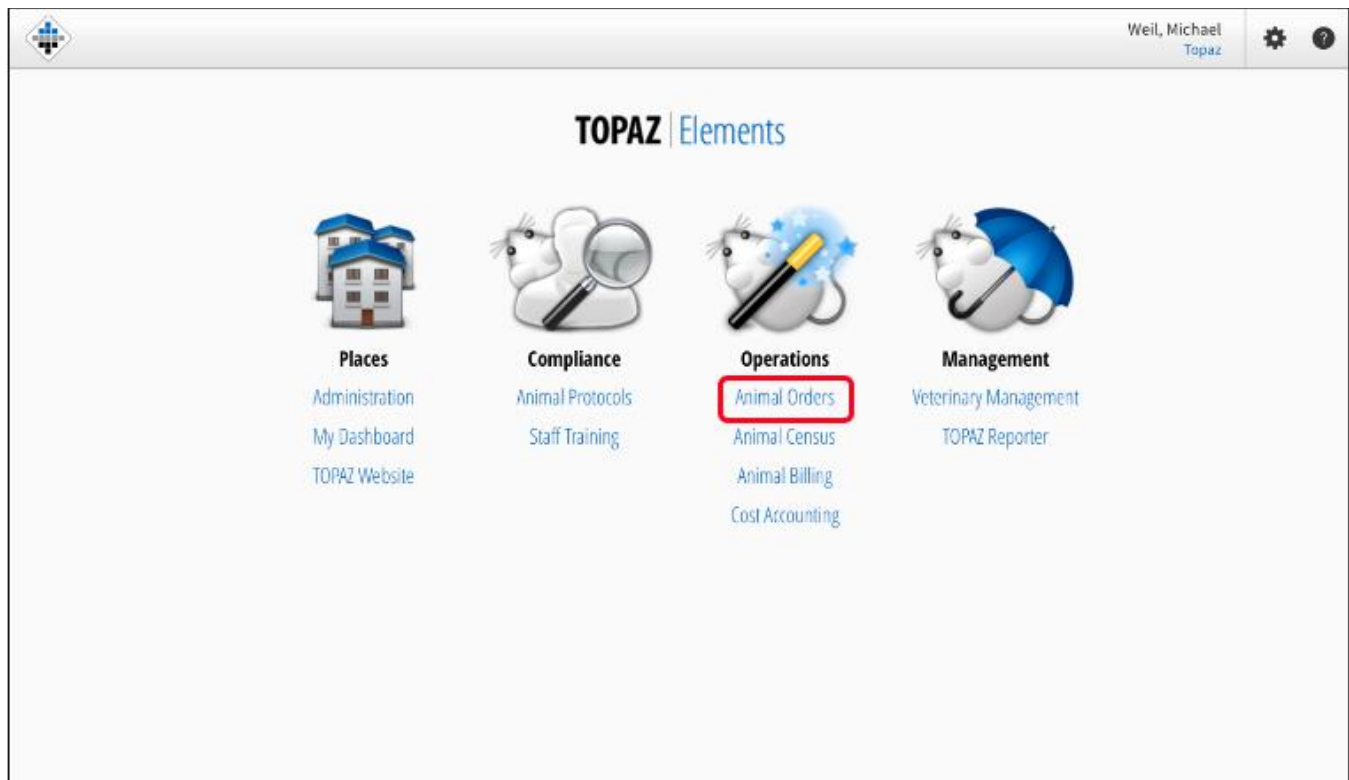 Weil, Michael
Topaz
TOPAZ | Elements
Places
Administration
My Dashboard
TOPAZ Website
Compliance
Animal Protocols
Staff Training
Operations
Animal Orders
Animal Census
Animal Billing
Cost Accounting
Management
Veterinary Management
TOPAZ Reporter